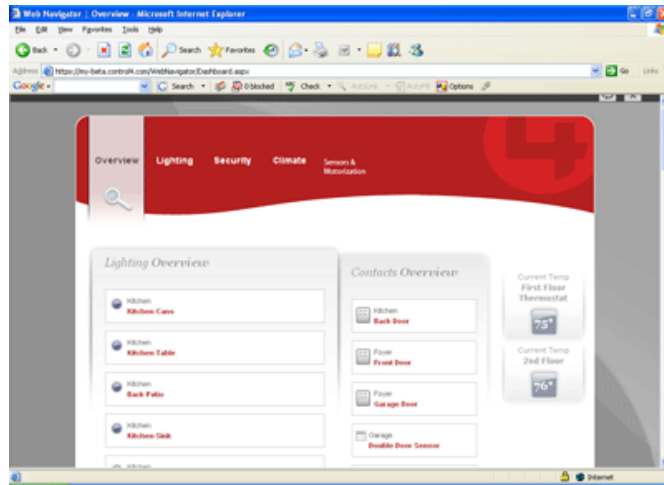 Web Navigator | Overview - Microsoft Internet Explorer
File Edit View Favorites Tools Help
Back Search Favorites
Address https://my-beta.control4.com/WebNavigator/Dashboard.aspx Go Links
Google Search 0 blocked Check AutoLink AutoFill Options
Overview Lighting Security Climate Sensors &
Motorization
4
Lighting Overview
Kitchen
Kitchen Cans
Kitchen
Kitchen Table
Kitchen
Back Patio
Kitchen
Kitchen Sink
Kitchen
Contacts Overview
Kitchen
Back Door
Foyer
Front Door
Foyer
Garage Door
Garage
Double Door Sensor
Current Temp
First Floor
Thermostat
75°
Current Temp
2nd Floor
76°
Internet